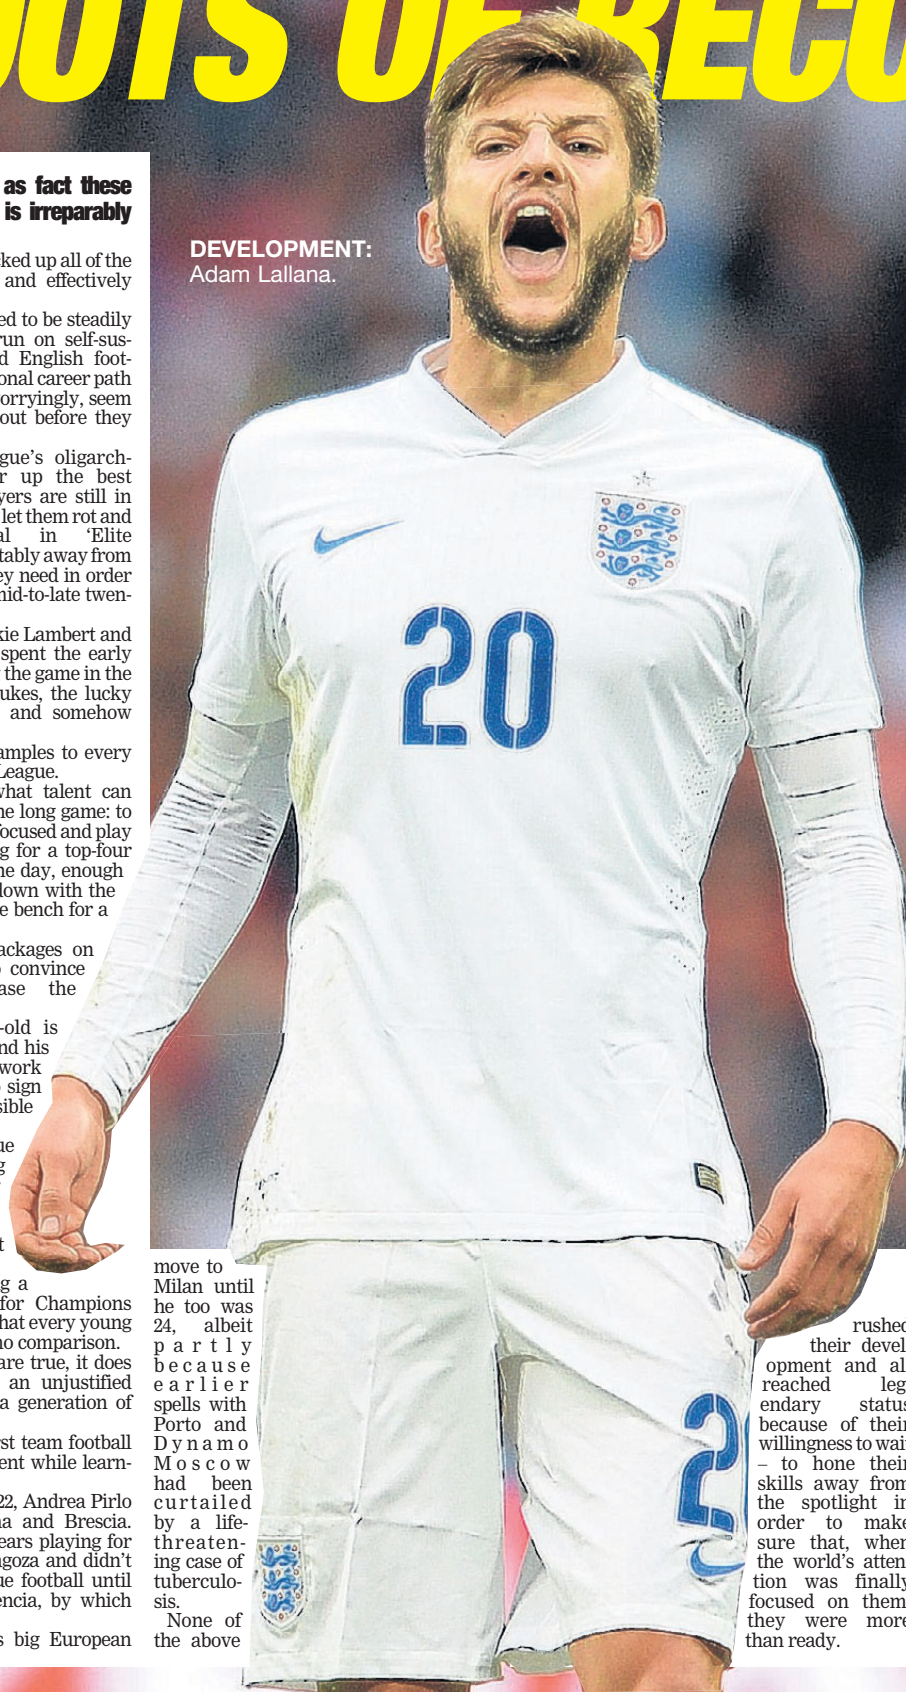 OOTS OF RECO
as fact these
is irreparably
ked up all of the
and effectively
ed to be steadily
run on self-sus-
d English foot-
onal career path
orryingly, seem
out before they
gue's oligarch-
r up the best
yers are still in
let them rot and
al in 'Elite
tably away from
ey need in order
mid-to-late twen-
kie Lambert and
spent the early
the game in the
ukes, the lucky
and somehow
amples to every
League.
what talent can
he long game: to
focused and play
g for a top-four
he day, enough
down with the
e bench for a
ackages on
convince
ase the
-old is
nd his
work
sign
sible
ue
g
t
g a
for Champions
hat every young
no comparison.
are true, it does
an unjustified
a generation of
rst team football
ent while learn-
22, Andrea Pirlo
na and Brescia.
ears playing for
agoza and didn't
ue football until
encia, by which
s big European
DEVELOPMENT:
Adam Lallana.
20
2
move to
Milan until
he too was
24, albeit
partly
because
earlier
spells with
Porto and
Dynamo
Moscow
had been
curtailed
by a life-
threaten-
ing case of
tuberculo-
sis.
None of
the above
rushed
their devel
opment and al
reached leg
endary status
because of their
willingness to wait
– to hone their
skills away from
the spotlight in
order to make
sure that, when
the world's atten
tion was finally
focused on them
they were more
than ready.